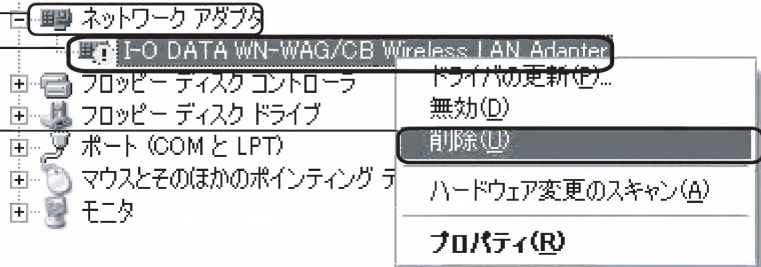 ネットワーク アダプタ
I-O DATA WN-WAG/CB Wireless LAN Adapter
フロッピー ディスク コントローラ
フロッピー ディスク ドライブ
ポート (COM と LPT)
マウスとそのほかのポインティング デ
モニタ
ドライバの更新(P)...
無効(D)
削除(U)
ハードウェア変更のスキャン(A)
プロパティ(R)